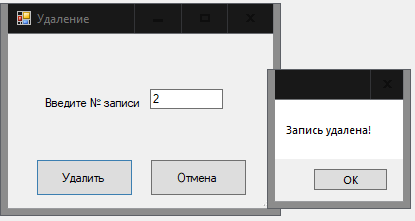 Удаление
Введите № записи 2
Удалить Отмена
Запись удалена!
OK